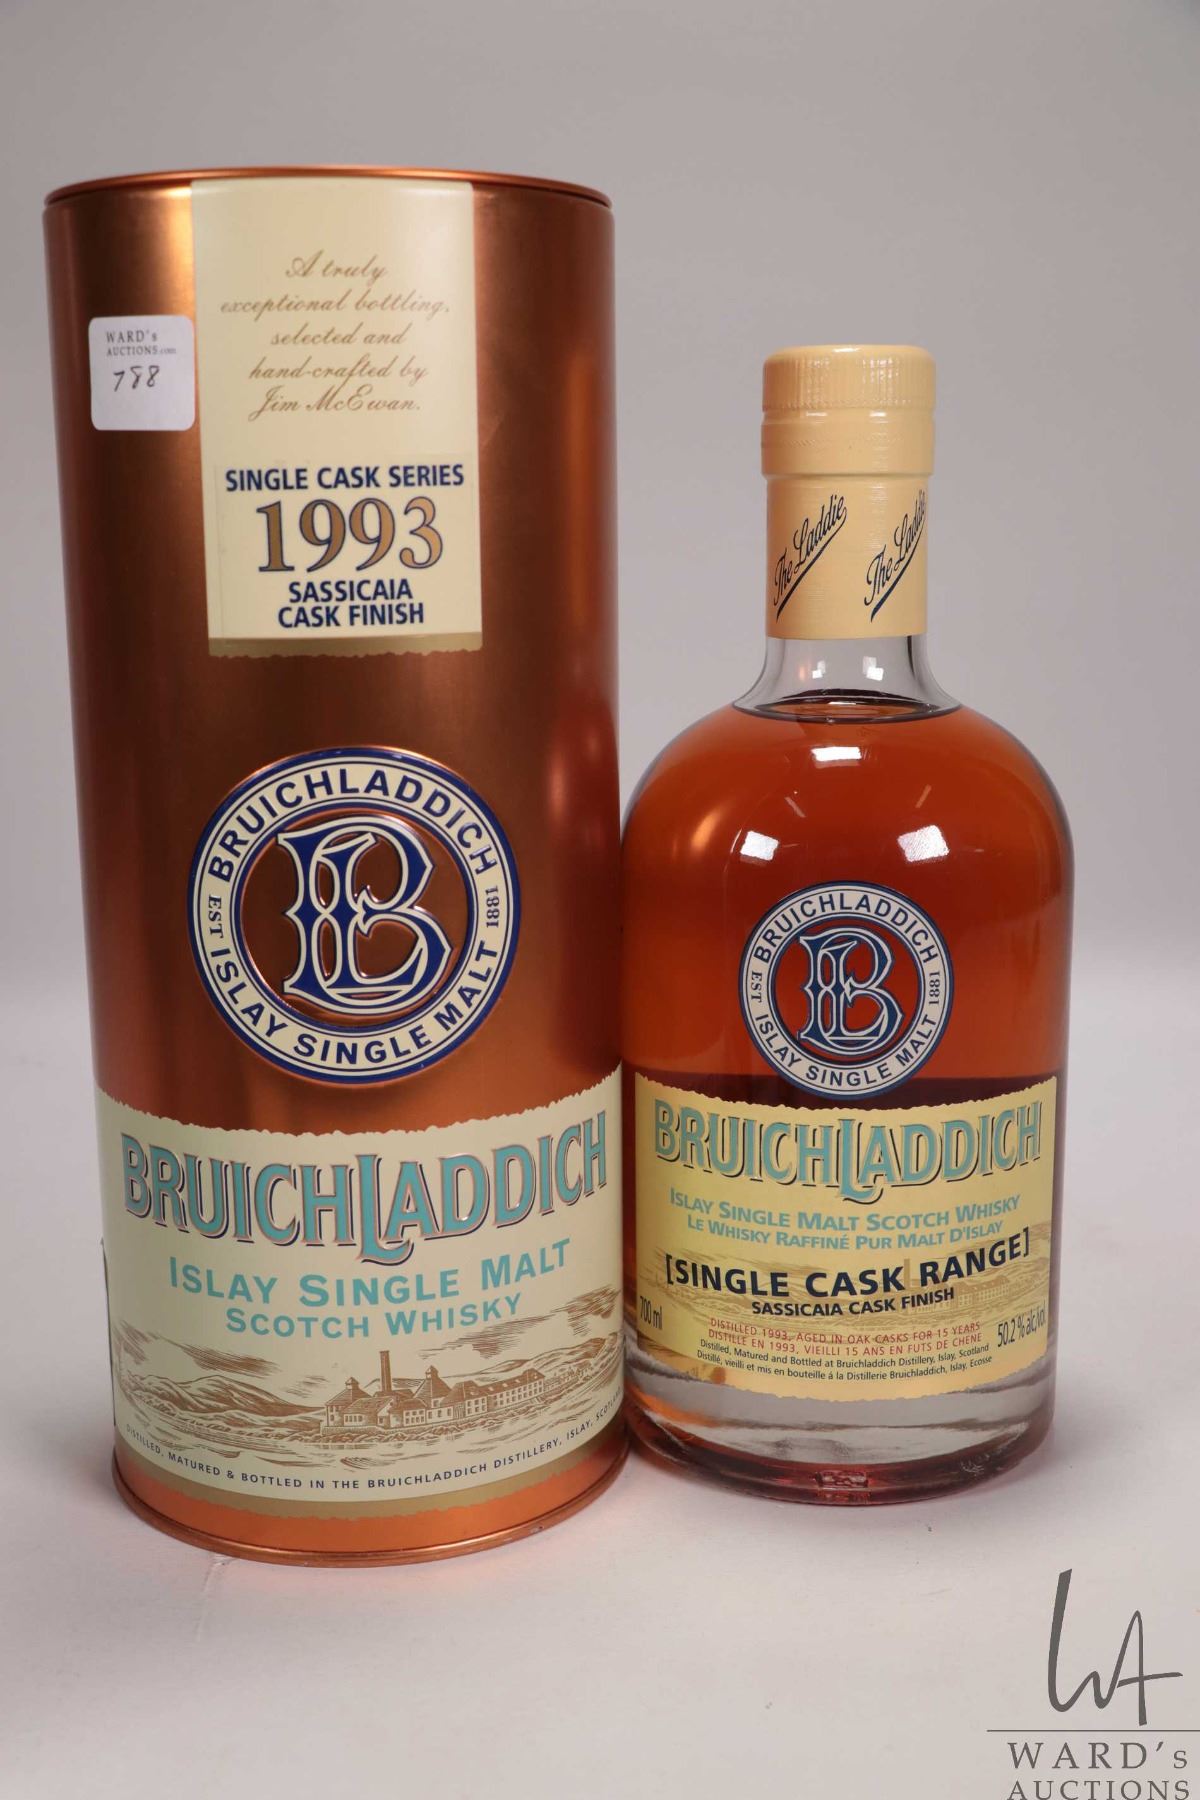 A truly
exceptional bottling,
selected and
hand-crafted by
Jim McEwan.
WARD's
AUCTIONS.com
788
SINGLE CASK SERIES
1993
SASSICAIA
CASK FINISH
BRUICHLADDICH
EST 1881
ISLAY SINGLE MALT
B
BRUICHLADDICH
ISLAY SINGLE MALT
SCOTCH WHISKY
DISTILLED, MATURED & BOTTLED IN THE BRUICHLADDICH DISTILLERY, ISLAY,
The Laddie
The Laddie
BRUICHLADDICH
EST 1881
ISLAY SINGLE MALT
B
BRUICHLADDICH
ISLAY SINGLE MALT SCOTCH WHISKY
LE WHISKY RAFFINÉ PUR MALT D'ISLAY
[SINGLE CASK RANGE]
SASSICAIA CASK FINISH
700 ml
50.2 % alc/vol
DISTILLED 1993, AGED IN OAK CASKS FOR 15 YEARS
DISTILLE EN 1993, VIEILLI 15 ANS EN FUTS DE CHENE
Distilled, Matured and Bottled at Bruichladdich Distillery, Islay, Scotland
Distillé, vieilli et mis en bouteille á la Distillerie Bruichladdich, Islay, Ecosse
WA
WARD's
AUCTIONS